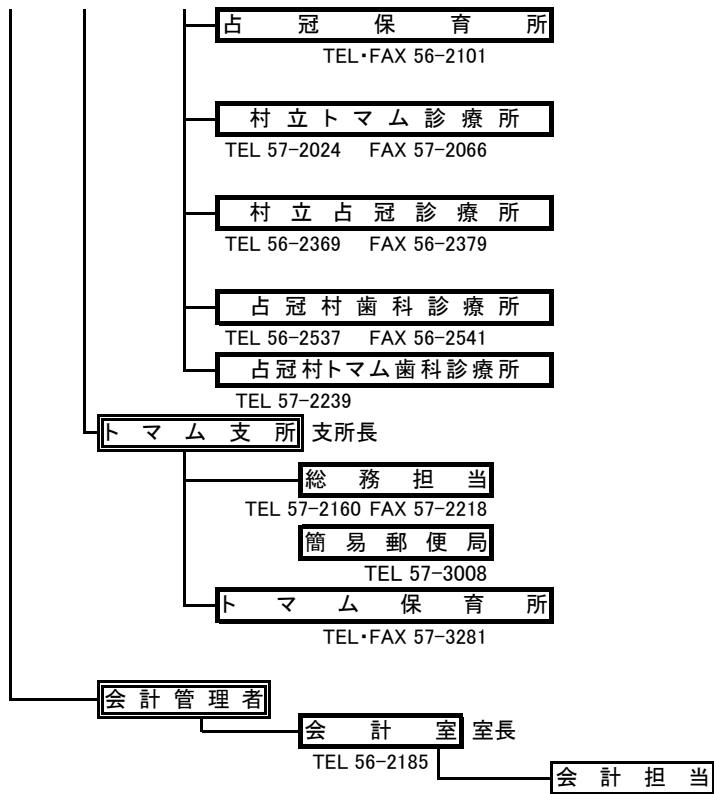 占冠保育所
TEL・FAX 56-2101
村立トマム診療所
TEL 57-2024 FAX 57-2066
村立占冠診療所
TEL 56-2369 FAX 56-2379
占冠村歯科診療所
TEL 56-2537 FAX 56-2541
占冠村トマム歯科診療所
TEL 57-2239
トマム支所 支所長
総務担当
TEL 57-2160 FAX 57-2218
簡易郵便局
TEL 57-3008
トマム保育所
TEL・FAX 57-3281
会計管理者
会計室 室長
TEL 56-2185
会計担当